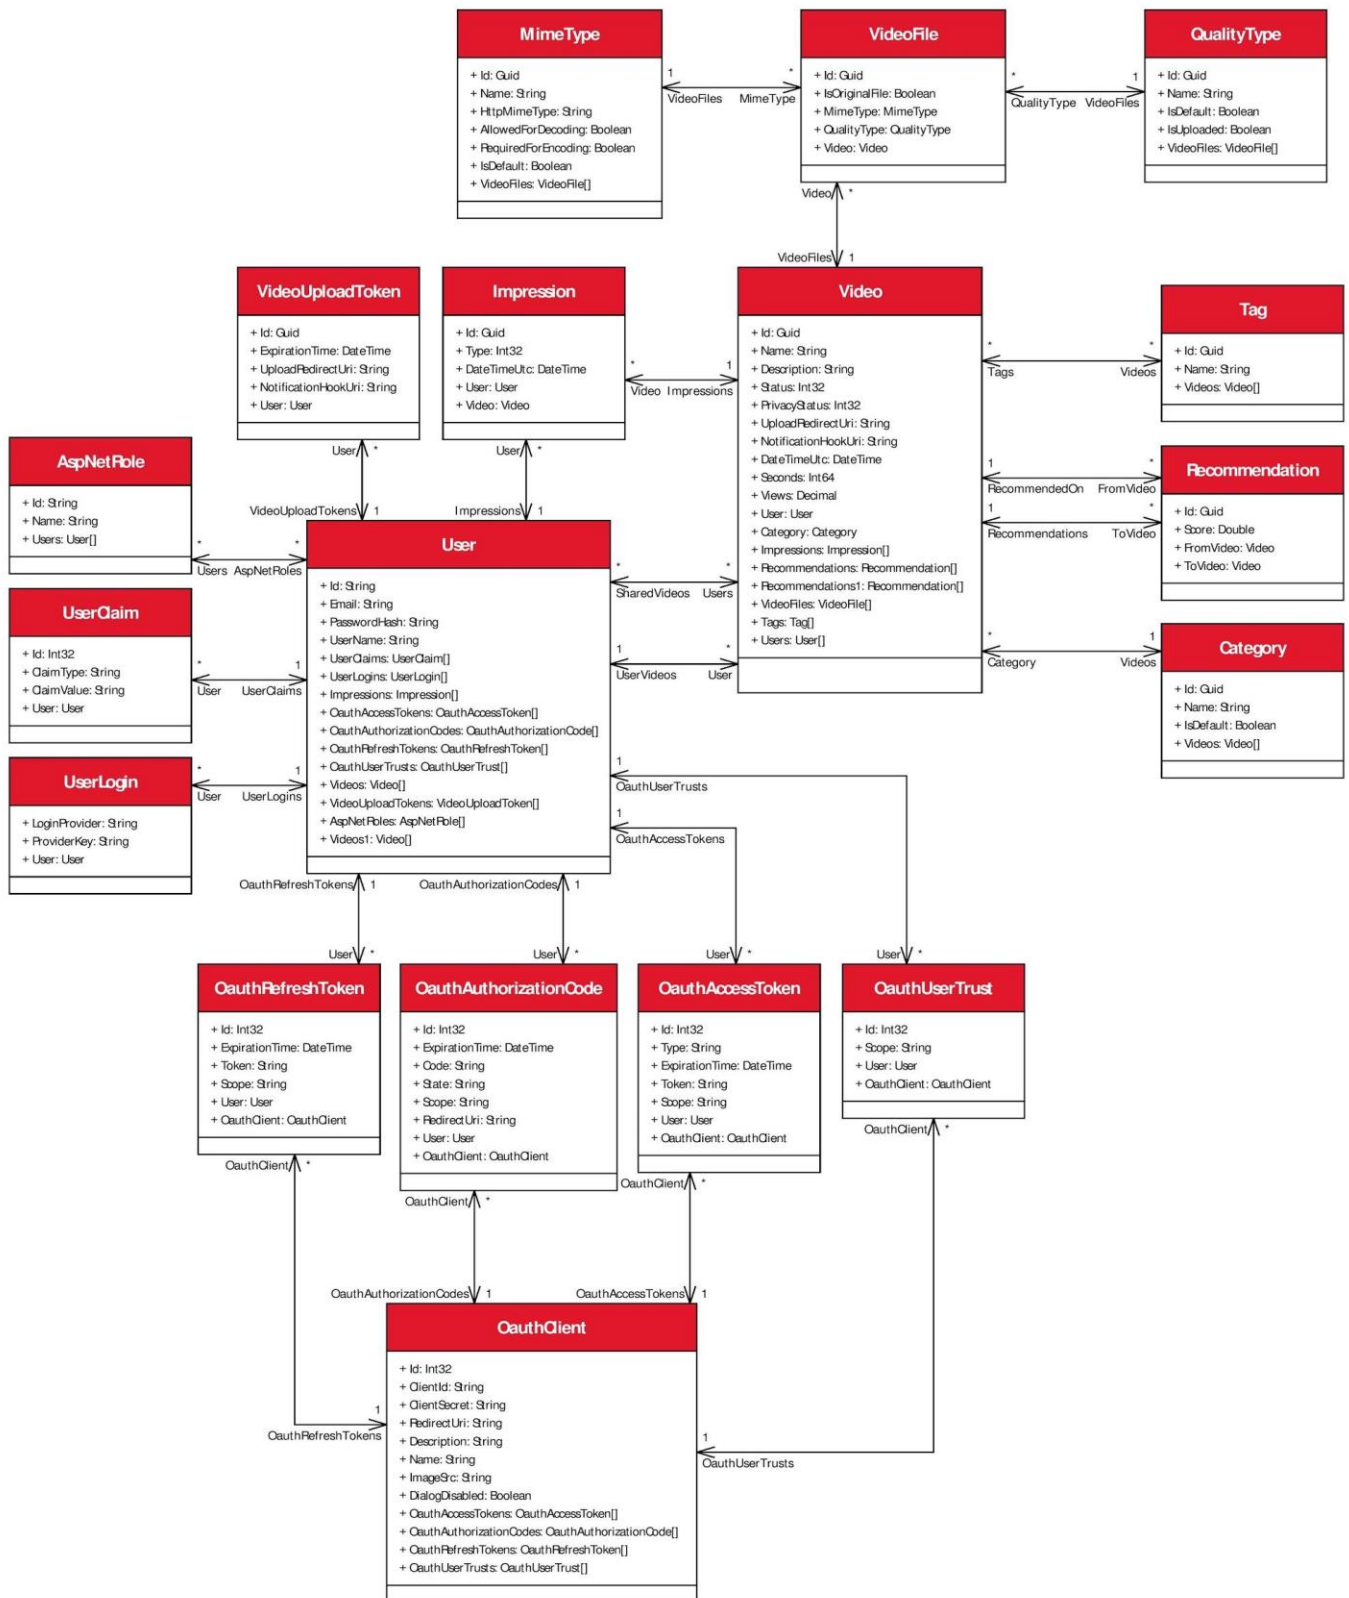 MimeType
+ Id: Guid
+ Name: String
+ HttpMimeType: String
+ AllowedForDecoding: Boolean
+ RequiredForEncoding: Boolean
+ IsDefault: Boolean
+ VideoFiles: VideoFile[]
1
*
VideoFiles
MimeType
VideoFile
+ Id: Guid
+ IsOriginalFile: Boolean
+ MimeType: MimeType
+ QualityType: QualityType
+ Video: Video
*
1
QualityType
VideoFiles
QualityType
+ Id: Guid
+ Name: String
+ IsDefault: Boolean
+ IsUploaded: Boolean
+ VideoFiles: VideoFile[]
Video
*
VideoFiles
1
VideoUploadToken
+ Id: Guid
+ ExpirationTime: DateTime
+ UploadRedirectUri: String
+ NotificationHookUri: String
+ User: User
User
*
VideoUploadTokens
1
Impression
+ Id: Guid
+ Type: Int32
+ DateTimeUtc: DateTime
+ User: User
+ Video: Video
User
*
Impressions
1
*
1
Video
Impressions
Video
+ Id: Guid
+ Name: String
+ Description: String
+ Status: Int32
+ PrivacyStatus: Int32
+ UploadRedirectUri: String
+ NotificationHookUri: String
+ DateTimeUtc: DateTime
+ Seconds: Int64
+ Views: Decimal
+ User: User
+ Category: Category
+ Impressions: Impression[]
+ Recommendations: Recommendation[]
+ Recommendations1: Recommendation[]
+ VideoFiles: VideoFile[]
+ Tags: Tag[]
+ Users: User[]
*
*
Tags
Videos
Tag
+ Id: Guid
+ Name: String
+ Videos: Video[]
1
*
RecommendedOn
FromVideo
1
*
Recommendations
ToVideo
Recommendation
+ Id: Guid
+ Score: Double
+ FromVideo: Video
+ ToVideo: Video
*
1
Category
Videos
Category
+ Id: Guid
+ Name: String
+ IsDefault: Boolean
+ Videos: Video[]
AspNetRole
+ Id: String
+ Name: String
+ Users: User[]
*
*
Users
AspNetRoles
UserClaim
+ Id: Int32
+ ClaimType: String
+ ClaimValue: String
+ User: User
*
1
User
UserClaims
UserLogin
+ LoginProvider: String
+ ProviderKey: String
+ User: User
*
1
User
UserLogins
User
+ Id: String
+ Email: String
+ PasswordHash: String
+ UserName: String
+ UserClaims: UserClaim[]
+ UserLogins: UserLogin[]
+ Impressions: Impression[]
+ OauthAccessTokens: OauthAccessToken[]
+ OauthAuthorizationCodes: OauthAuthorizationCode[]
+ OauthRefreshTokens: OauthRefreshToken[]
+ OauthUserTrusts: OauthUserTrust[]
+ Videos: Video[]
+ VideoUploadTokens: VideoUploadToken[]
+ AspNetRoles: AspNetRole[]
+ Videos1: Video[]
*
*
SharedVideos
Users
1
*
UserVideos
User
1
OauthUserTrusts
1
OauthAccessTokens
OauthRefreshTokens
1
OauthAuthorizationCodes
1
User
*
User
*
User
*
User
*
OauthRefreshToken
+ Id: Int32
+ ExpirationTime: DateTime
+ Token: String
+ Scope: String
+ User: User
+ OauthClient: OauthClient
OauthClient
*
OauthAuthorizationCode
+ Id: Int32
+ ExpirationTime: DateTime
+ Code: String
+ State: String
+ Scope: String
+ RedirectUri: String
+ User: User
+ OauthClient: OauthClient
OauthClient
*
OauthAccessToken
+ Id: Int32
+ Type: String
+ ExpirationTime: DateTime
+ Token: String
+ Scope: String
+ User: User
+ OauthClient: OauthClient
OauthClient
*
OauthUserTrust
+ Id: Int32
+ Scope: String
+ User: User
+ OauthClient: OauthClient
OauthClient
*
OauthAuthorizationCodes
1
OauthAccessTokens
1
1
OauthRefreshTokens
1
OauthUserTrusts
OauthClient
+ Id: Int32
+ ClientId: String
+ ClientSecret: String
+ RedirectUri: String
+ Description: String
+ Name: String
+ ImageSrc: String
+ DialogDisabled: Boolean
+ OauthAccessTokens: OauthAccessToken[]
+ OauthAuthorizationCodes: OauthAuthorizationCode[]
+ OauthRefreshTokens: OauthRefreshToken[]
+ OauthUserTrusts: OauthUserTrust[]